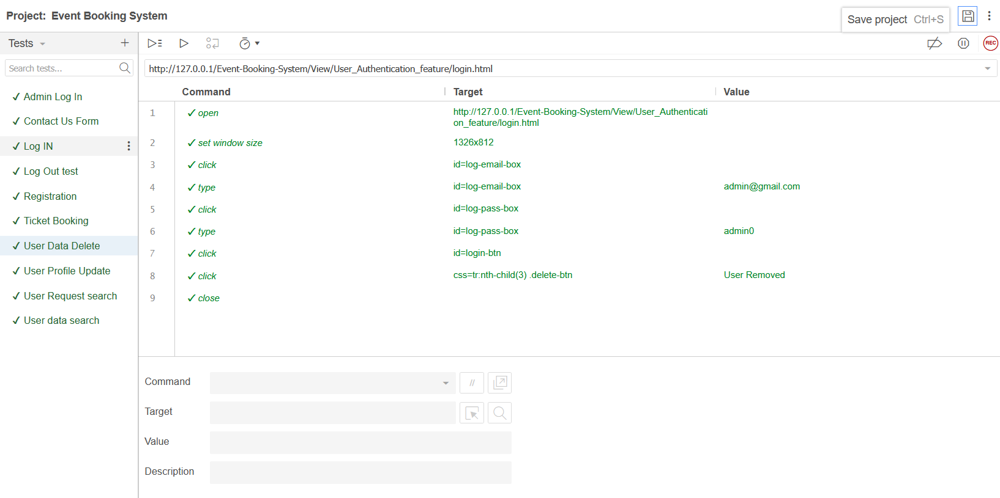 Project: Event Booking System
Save project Ctrl+S
Tests
REC
Search tests...
http://127.0.0.1/Event-Booking-System/View/User_Authentication_feature/login.html
Admin Log In
Contact Us Form
Log IN
Log Out test
Registration
Ticket Booking
User Data Delete
User Profile Update
User Request search
User data search
Command Target Value
1 open http://127.0.0.1/Event-Booking-System/View/User_Authenticati
on_feature/login.html
2 set window size 1326x812
3 click id=log-email-box
4 type id=log-email-box admin@gmail.com
5 click id=log-pass-box
6 type id=log-pass-box admin0
7 click id=login-btn
8 click css=tr:nth-child(3) .delete-btn User Removed
9 close
Command //
Target
Value
Description